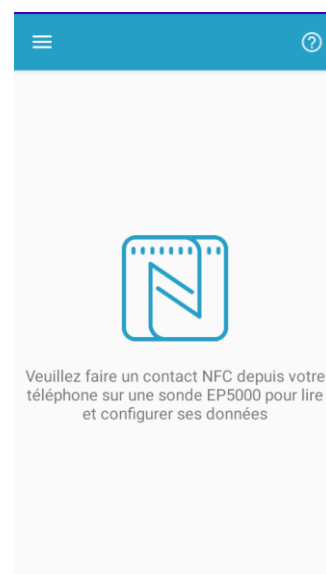 Veuillez faire un contact NFC depuis votre
téléphone sur une sonde EP5000 pour lire
et configurer ses données